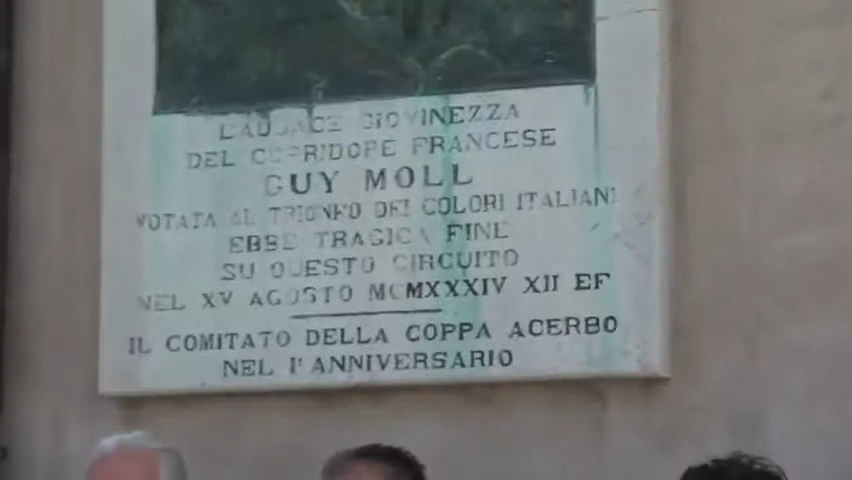 L'AUDACE GIOVINEZZA
DEL CORRIDORE FRANCESE
GUY MOLL
VOTATA AL TRIONFO DEI COLORI ITALIANI
EBBE TRAGICA FINE
SU QUESTO CIRCUITO
NEL XV AGOSTO MCMXXXIV XII EF
IL COMITATO DELLA COPPA ACERBO
NEL I° ANNIVERSARIO